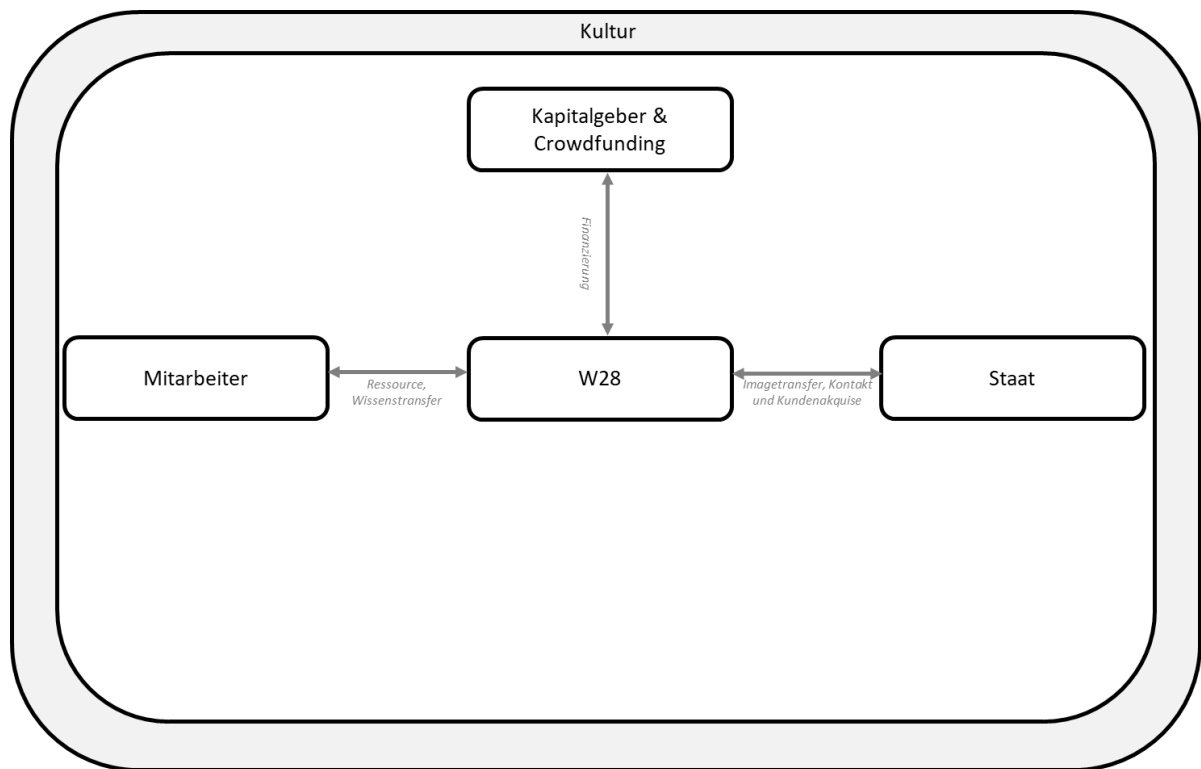 Kultur
Kapitalgeber &
Crowdfunding
Finanzierung
Mitarbeiter
Ressource,
Wissenstransfer
W28
Imagetransfer, Kontakt
und Kundenakquise
Staat